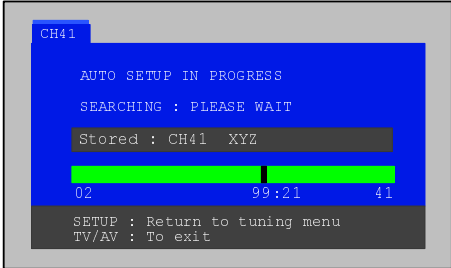 CH41
AUTO SETUP IN PROGRESS
SEARCHING : PLEASE WAIT
Stored : CH41 XYZ
02 99:21 41
SETUP : Return to tuning menu
TV/AV : To exit